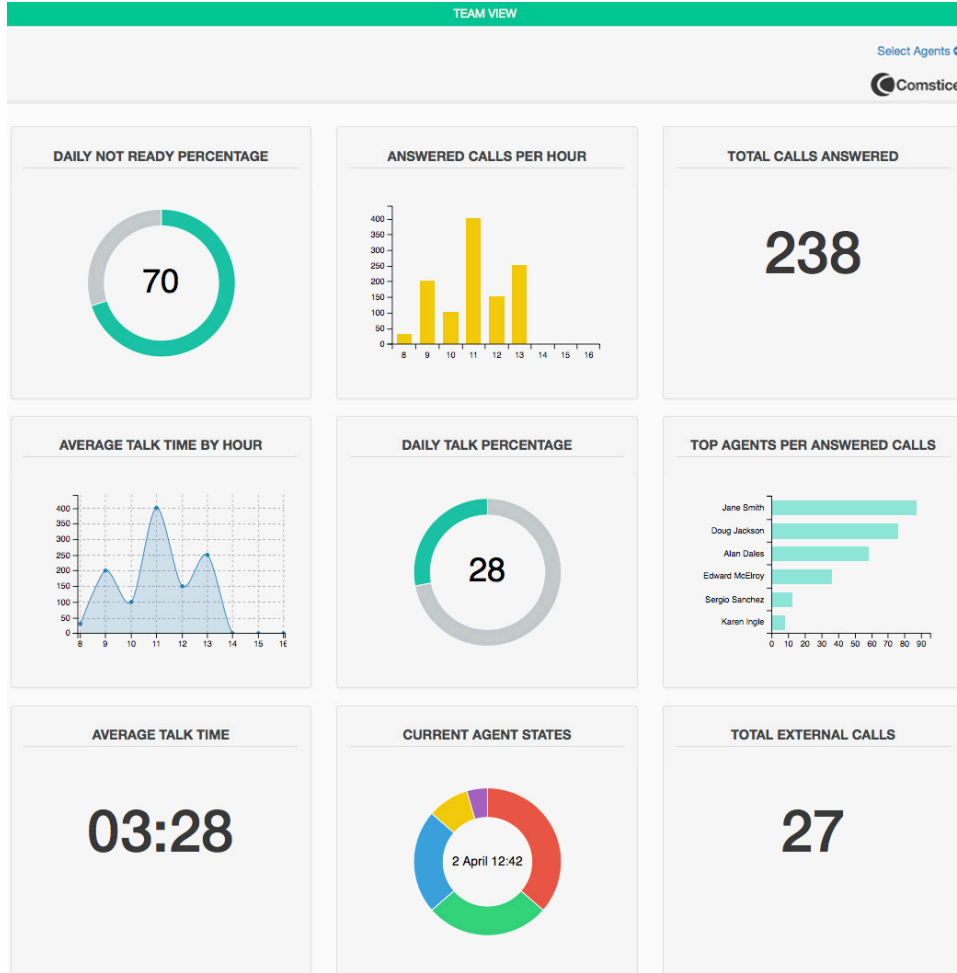 TEAM VIEW
Select Agents
Comstice
DAILY NOT READY PERCENTAGE
70
ANSWERED CALLS PER HOUR
400
350
300
250
200
150
100
50
0
8 9 10 11 12 13 14 15 16
TOTAL CALLS ANSWERED
238
AVERAGE TALK TIME BY HOUR
400
350
300
250
200
150
100
50
0
8 9 10 11 12 13 14 15 16
DAILY TALK PERCENTAGE
28
TOP AGENTS PER ANSWERED CALLS
Jane Smith
Doug Jackson
Alan Dales
Edward McElroy
Sergio Sanchez
Karen Ingle
0 10 20 30 40 50 60 70 80 90
AVERAGE TALK TIME
03:28
CURRENT AGENT STATES
2 April 12:42
TOTAL EXTERNAL CALLS
27